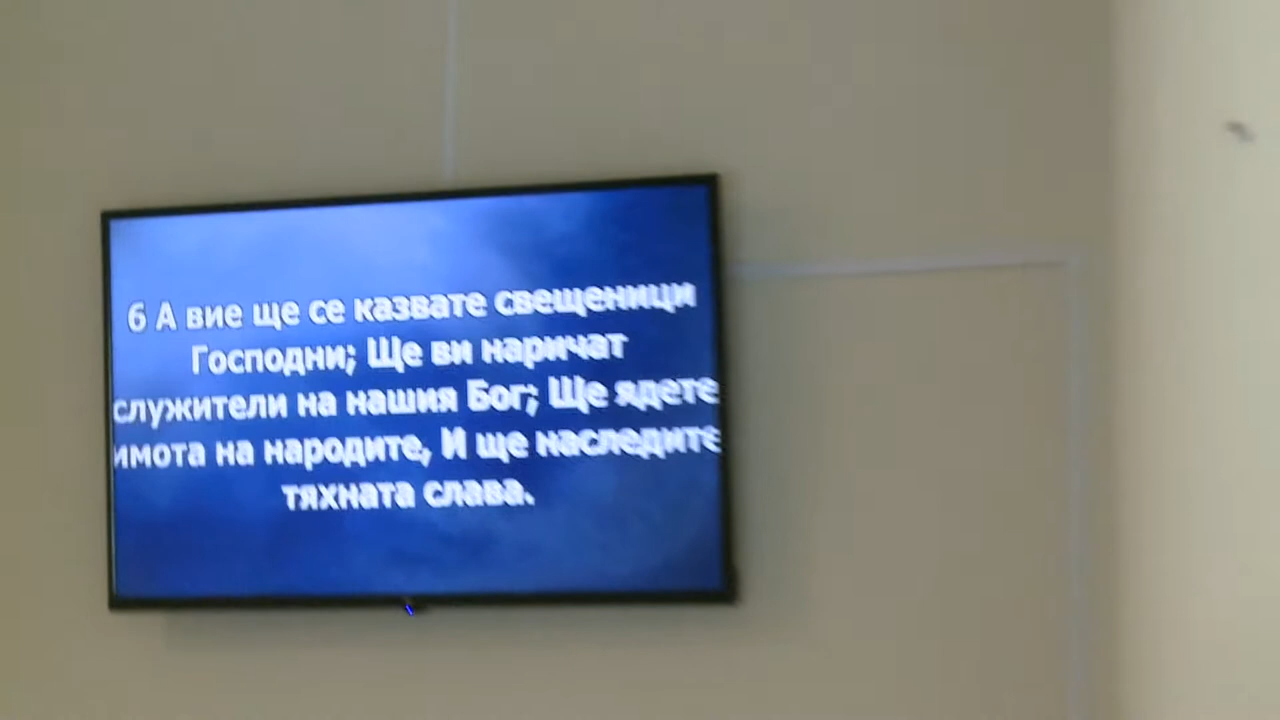 6 А вие ще се казвате свещеници
Господни; Ще ви наричат
служители на нашия Бог; Ще ядете
имота на народите, И ще наследите
тяхната слава.